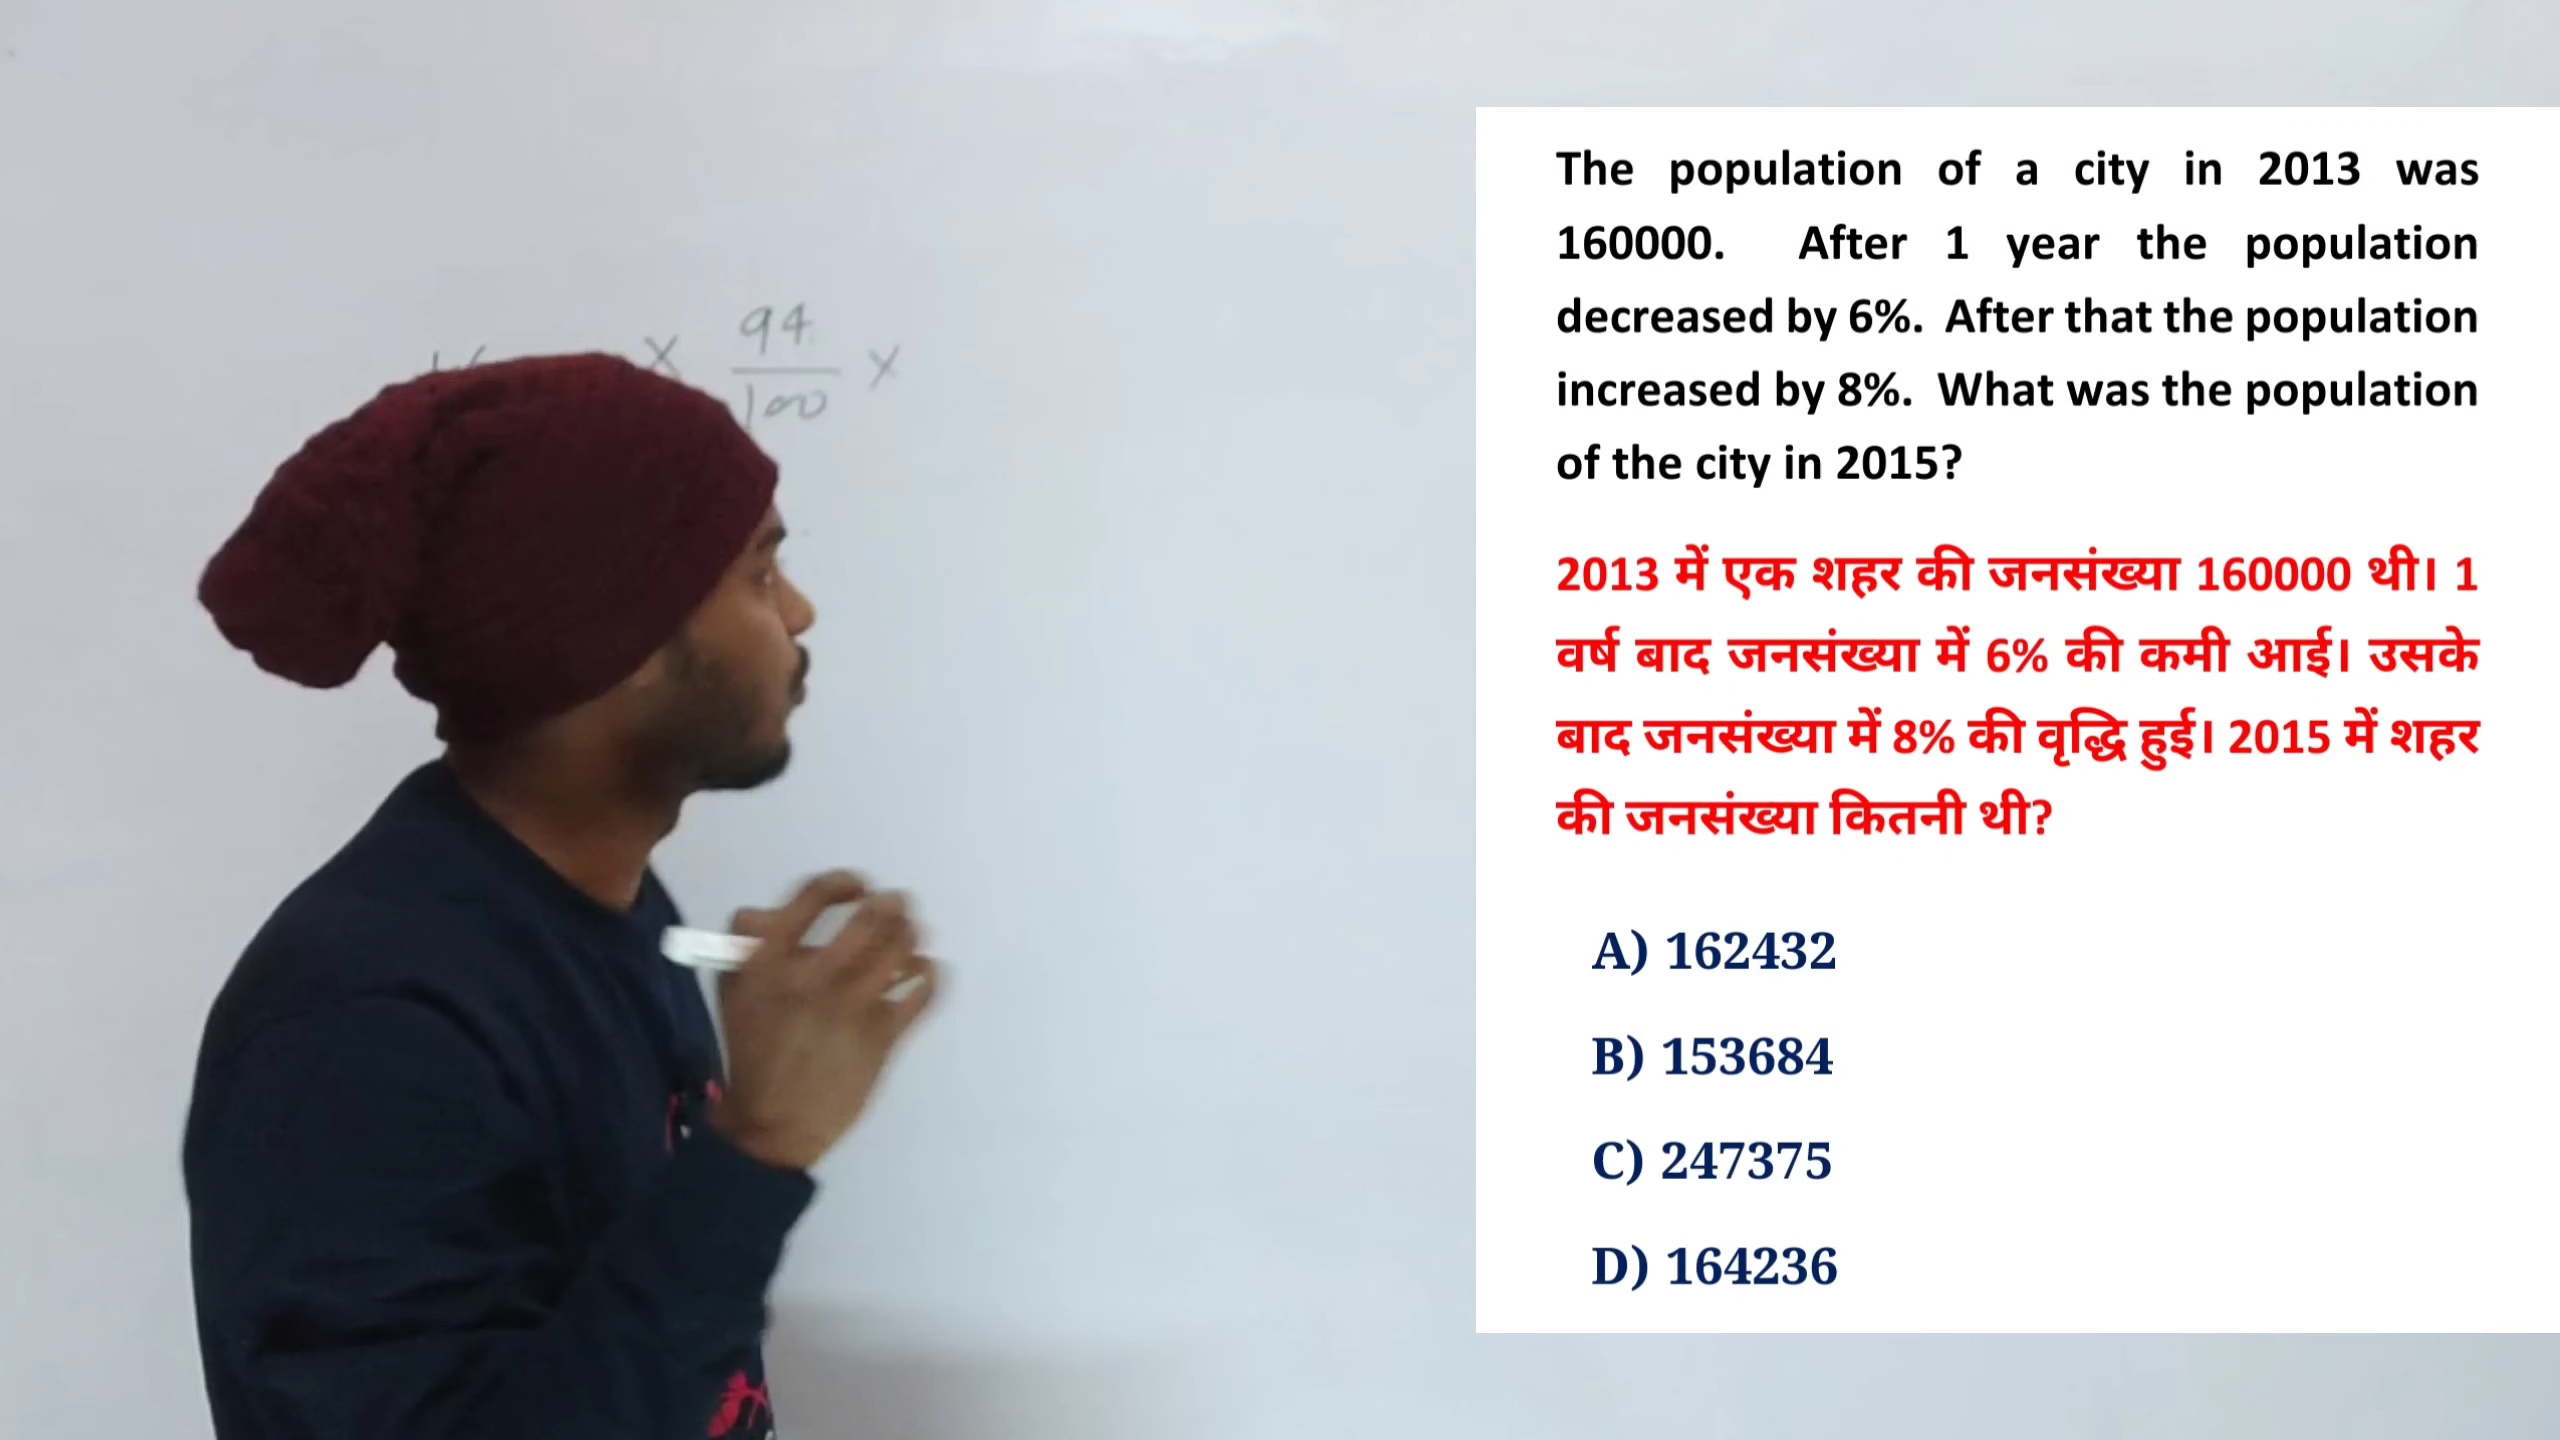 × 94/100 ×
The population of a city in 2013 was
160000. After 1 year the population
decreased by 6%. After that the population
increased by 8%. What was the population
of the city in 2015?
2013 में एक शहर की जनसंख्या 160000 थी। 1
वर्ष बाद जनसंख्या में 6% की कमी आई। उसके
बाद जनसंख्या में 8% की वृद्धि हुई। 2015 में शहर
की जनसंख्या कितनी थी?
A) 162432
B) 153684
C) 247375
D) 164236